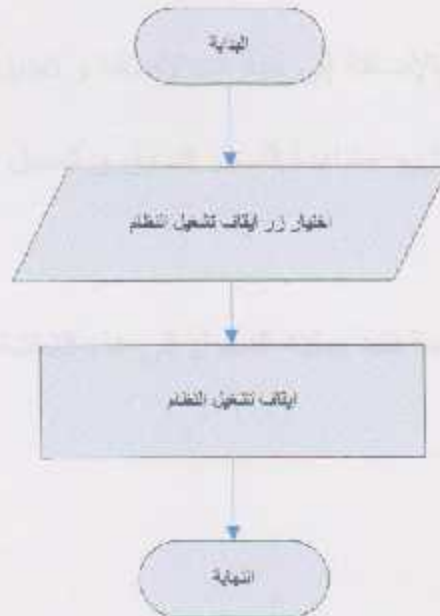 البداية
اختيار زر ايقاف تشغيل النظام
ايقاف تشغيل النظام
النهاية